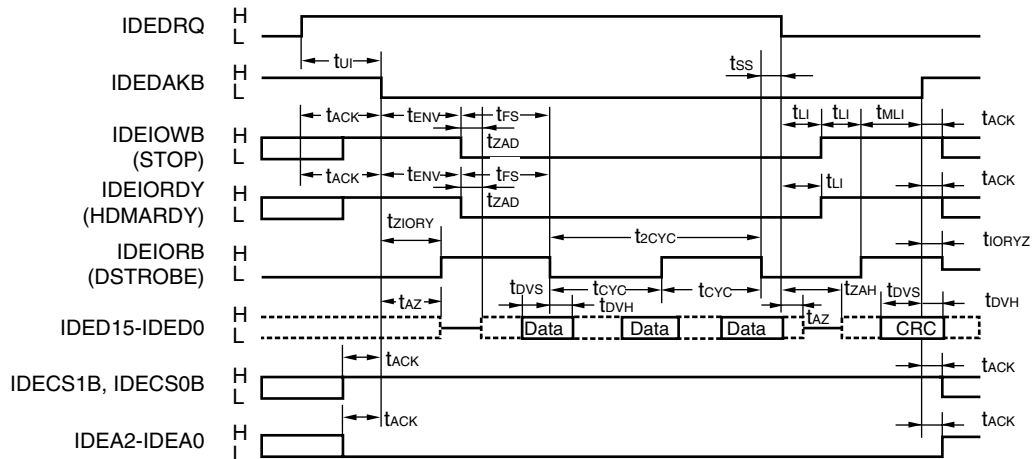 IDEDRQ H
L
tUI
tSS
IDEDAKB H
L
tACK tENV tFS tLI tLI tMLI tACK
IDEIOWB
(STOP) H
L
tZAD
tACK tENV tFS tLI tACK
IDEIORDY
(HDMARDY) H
L
tZAD
tZIORY t2CYC tIORYZ
IDEIORB
(DSTROBE) H
L
tAZ tDVS tCYC tCYC tDVH tZAH tAZ tDVS tDVH
IDED15-IDED0 H
L
Data Data Data CRC
tACK tACK
IDECS1B, IDECS0B H
L
tACK tACK
IDEA2-IDEA0 H
L